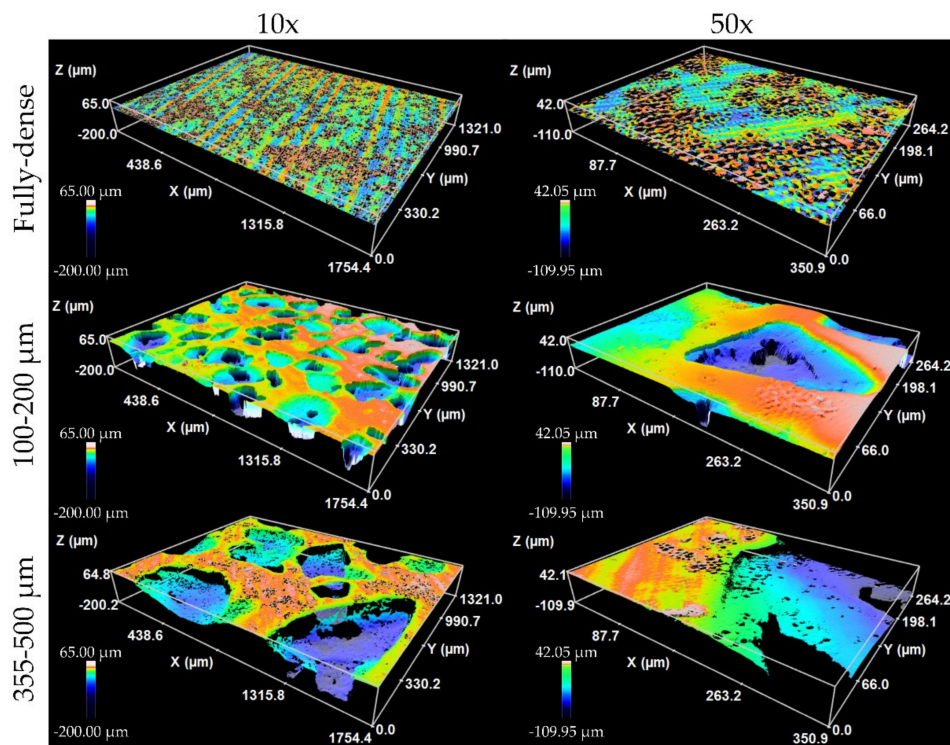 10x 50x
Fully-dense
Z (µm)
65.0
-200.0
438.6
X (µm)
1315.8
1754.4
0.0
330.2
Y (µm)
990.7
1321.0
65.00 µm
-200.00 µm
Z (µm)
42.0
-110.0
87.7
X (µm)
263.2
350.9
0.0
66.0
Y (µm)
198.1
264.2
42.05 µm
-109.95 µm
100-200 µm
Z (µm)
65.0
-200.0
438.6
X (µm)
1315.8
1754.4
0.0
330.2
Y (µm)
990.7
1321.0
65.00 µm
-200.00 µm
Z (µm)
42.0
-110.0
87.7
X (µm)
263.2
350.9
0.0
66.0
Y (µm)
198.1
264.2
42.05 µm
-109.95 µm
355-500 µm
Z (µm)
64.8
-200.2
438.6
X (µm)
1315.8
1754.4
0.0
330.2
Y (µm)
990.7
1321.0
65.00 µm
-200.00 µm
Z (µm)
42.1
-109.9
87.7
X (µm)
263.2
350.9
0.0
66.0
Y (µm)
198.1
264.2
42.05 µm
-109.95 µm